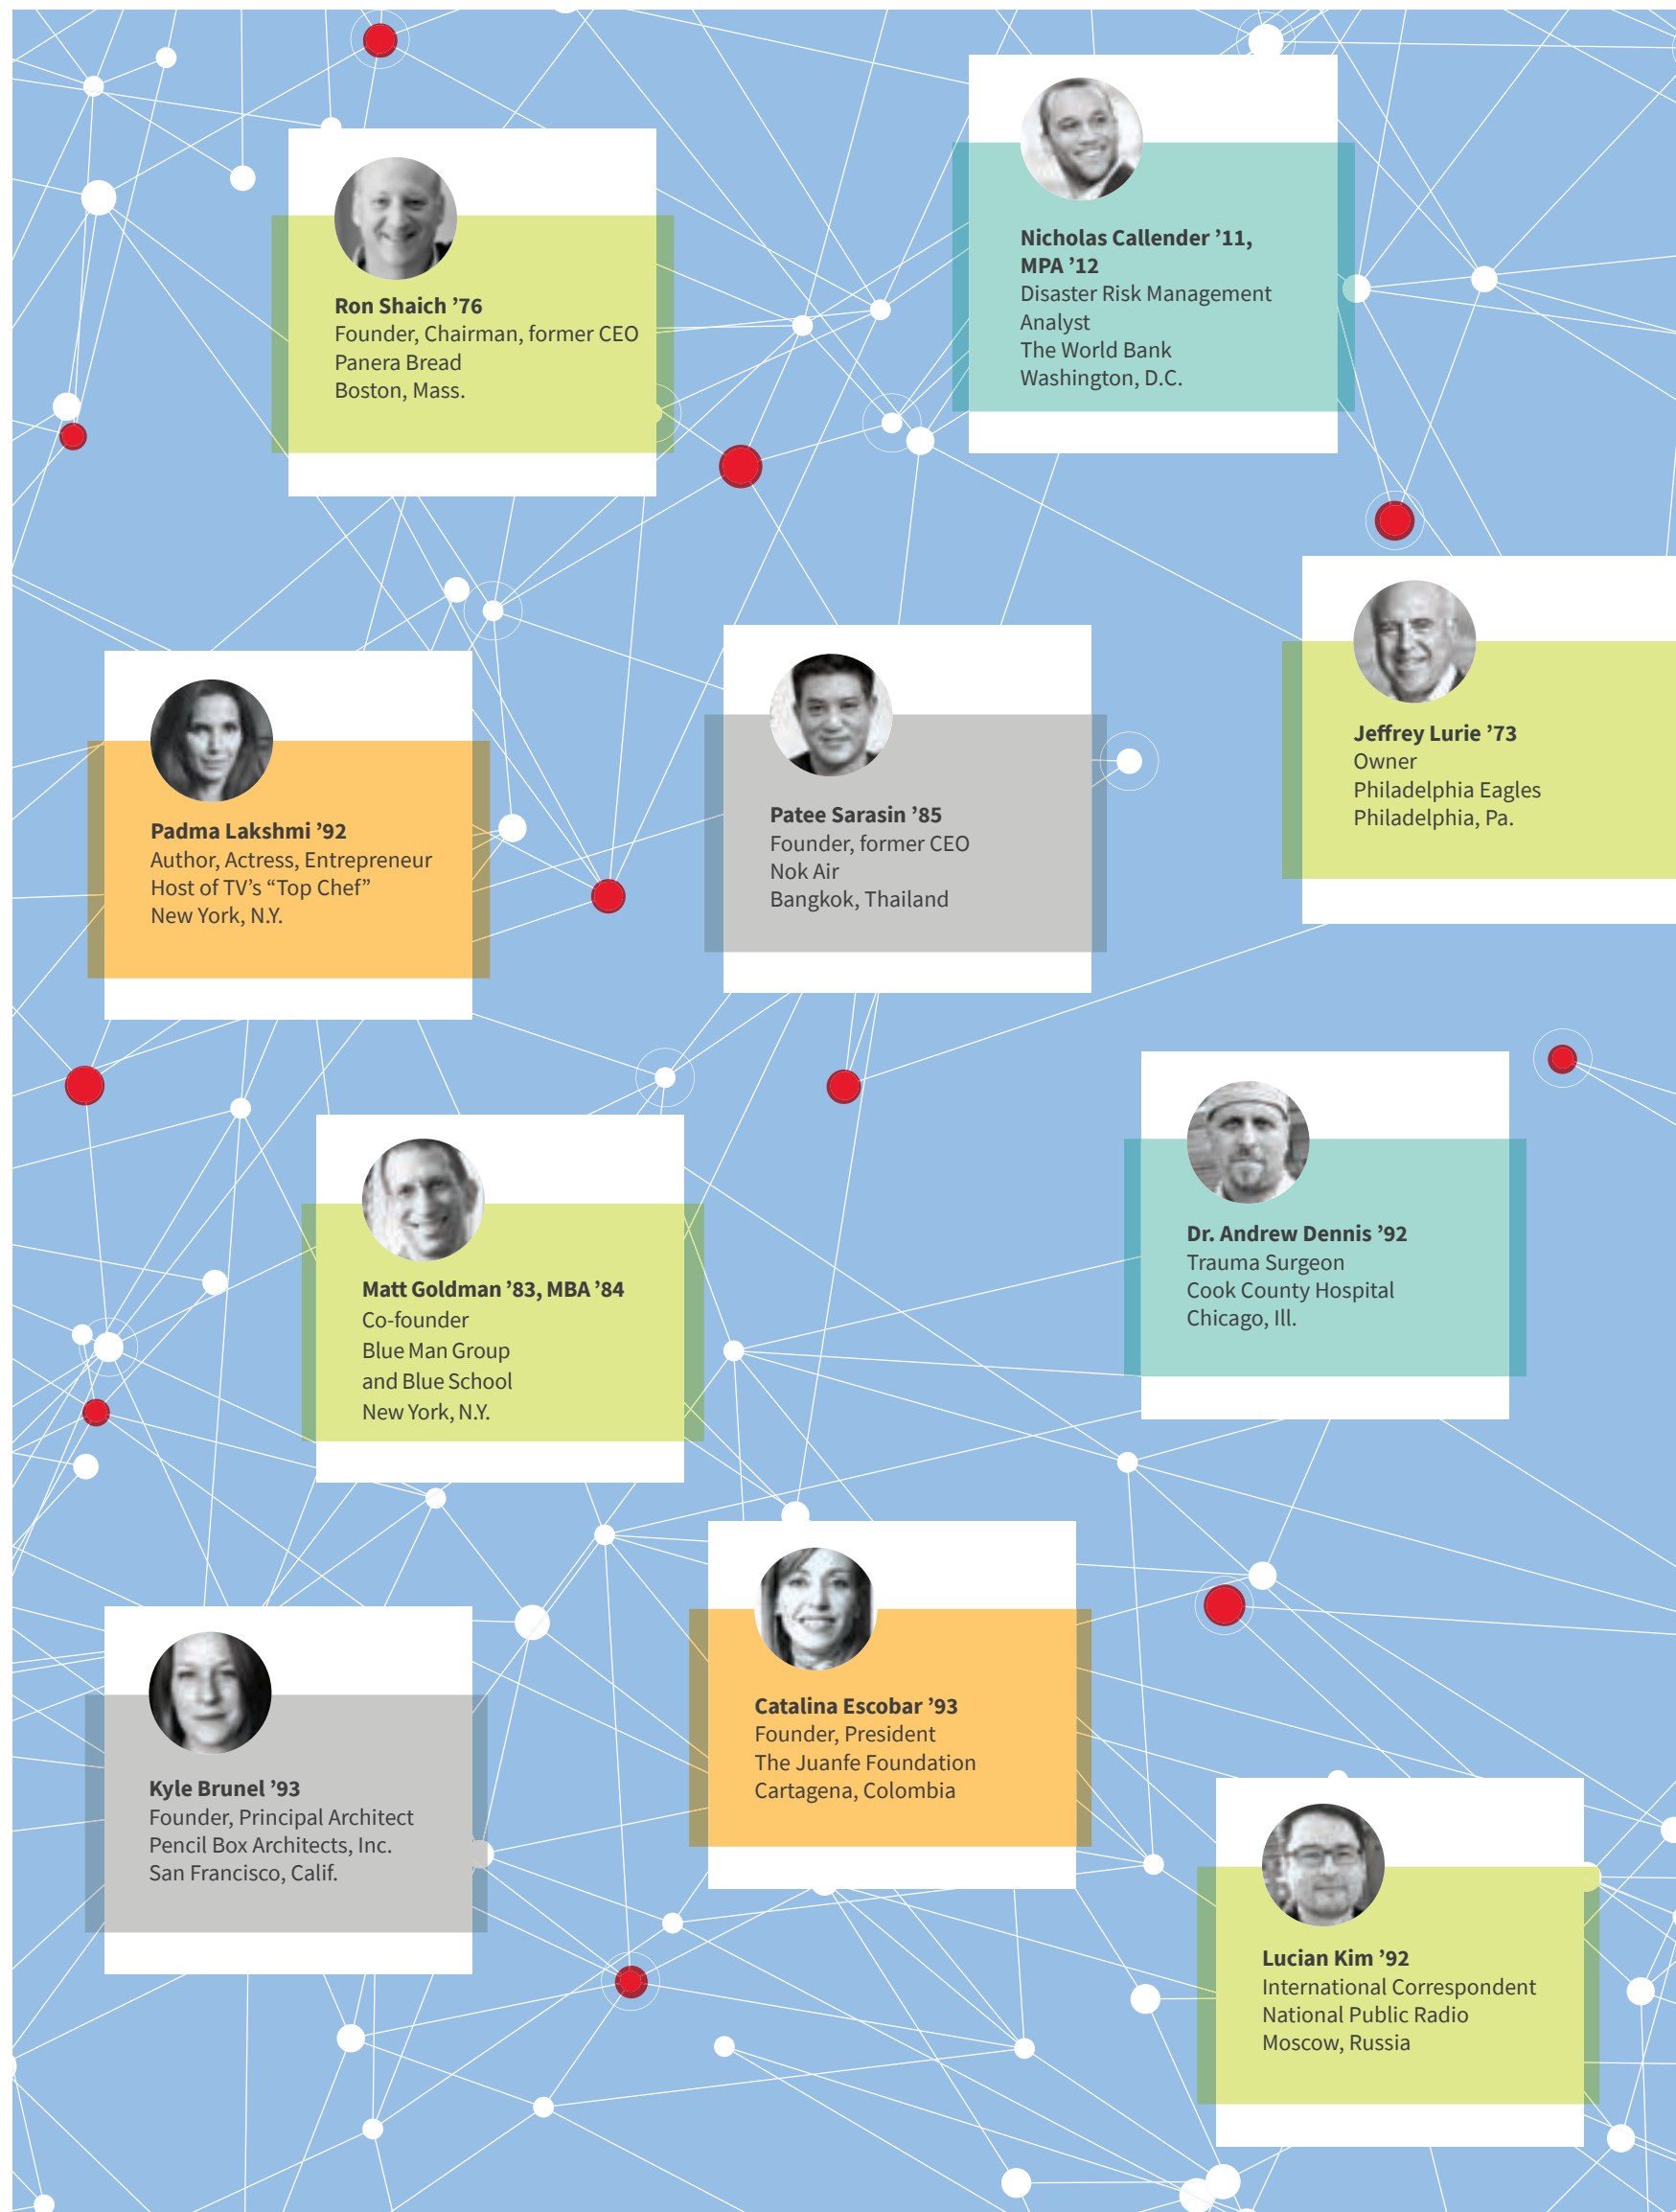 Nicholas Callender ’11,
MPA ’12
Disaster Risk Management
Analyst
The World Bank
Washington, D.C.
Ron Shaich ’76
Founder, Chairman, former CEO
Panera Bread
Boston, Mass.
Jeffrey Lurie ’73
Owner
Philadelphia Eagles
Philadelphia, Pa.
Padma Lakshmi ’92
Author, Actress, Entrepreneur
Host of TV’s “Top Chef”
New York, N.Y.
Patee Sarasin ’85
Founder, former CEO
Nok Air
Bangkok, Thailand
Dr. Andrew Dennis ’92
Trauma Surgeon
Cook County Hospital
Chicago, Ill.
Matt Goldman ’83, MBA ’84
Co-founder
Blue Man Group
and Blue School
New York, N.Y.
Catalina Escobar ’93
Founder, President
The Juanfe Foundation
Cartagena, Colombia
Kyle Brunel ’93
Founder, Principal Architect
Pencil Box Architects, Inc.
San Francisco, Calif.
Lucian Kim ’92
International Correspondent
National Public Radio
Moscow, Russia